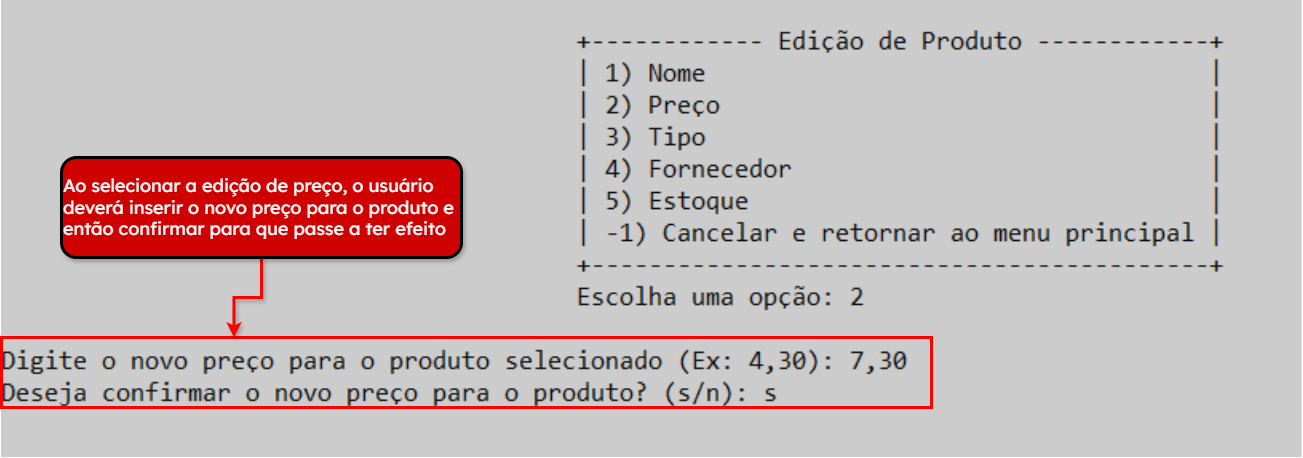 +------------ Edição de Produto ------------+
| 1) Nome |
| 2) Preço |
| 3) Tipo |
| 4) Fornecedor |
| 5) Estoque |
| -1) Cancelar e retornar ao menu principal |
+-------------------------------------------+
Escolha uma opção: 2
Ao selecionar a edição de preço, o usuário
deverá inserir o novo preço para o produto e
então confirmar para que passe a ter efeito
Digite o novo preço para o produto selecionado (Ex: 4,30): 7,30
Deseja confirmar o novo preço para o produto? (s/n): s